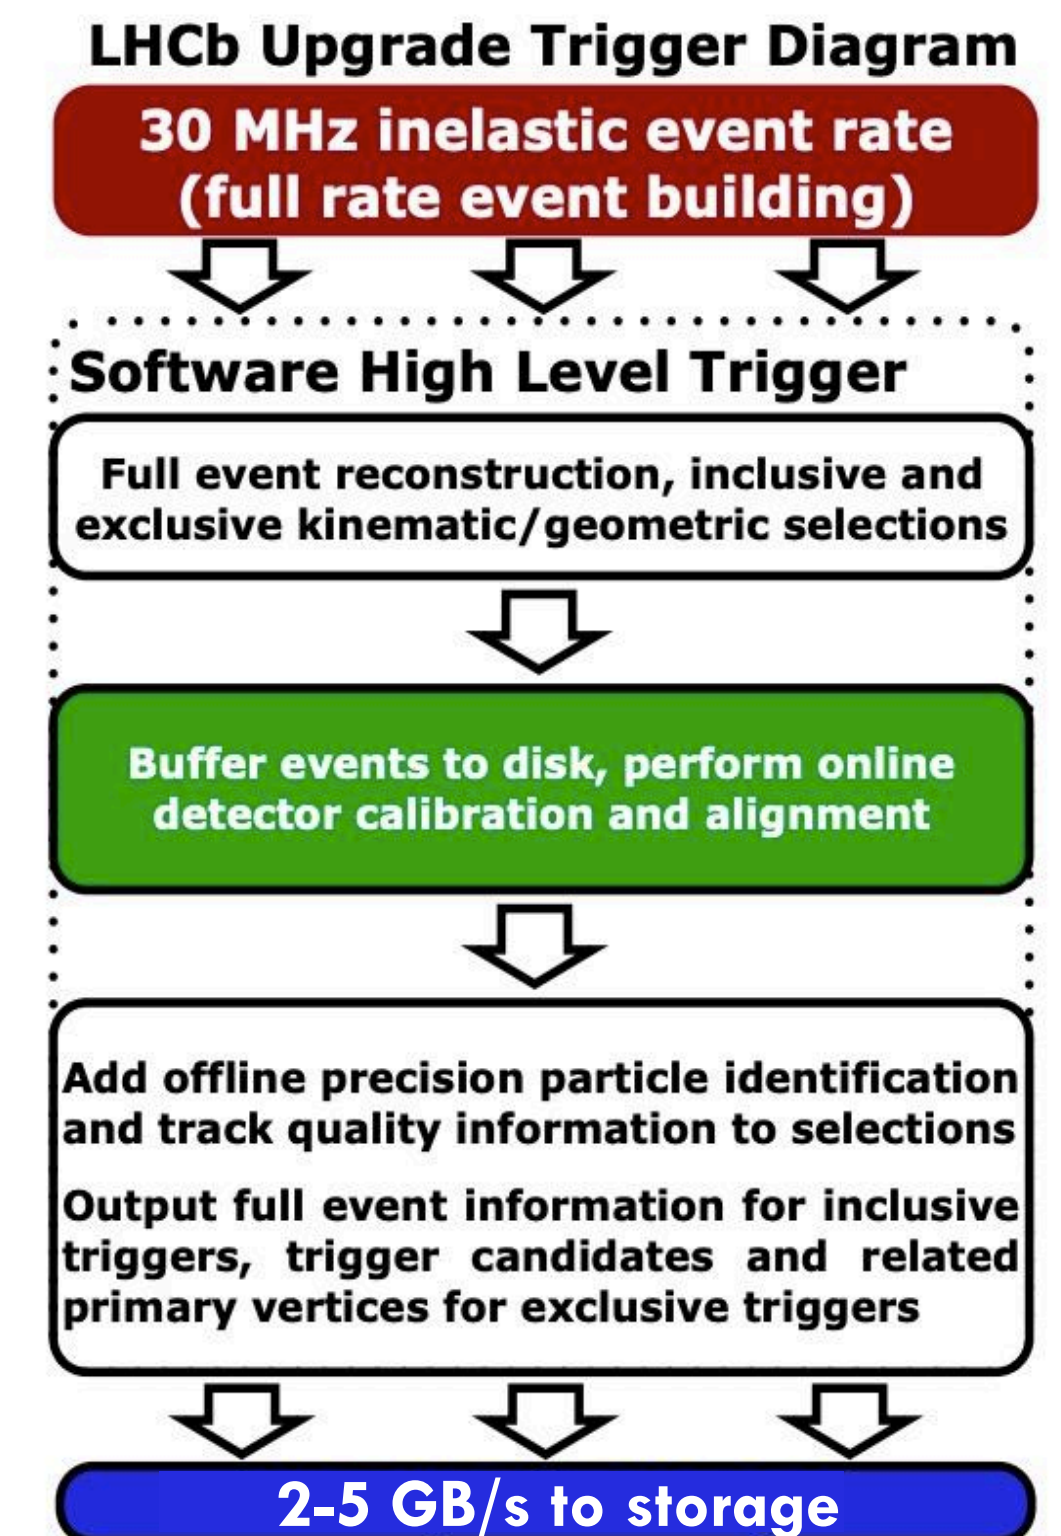 LHCb Upgrade Trigger Diagram
30 MHz inelastic event rate
(full rate event building)
Software High Level Trigger
Full event reconstruction, inclusive and
exclusive kinematic/geometric selections
Buffer events to disk, perform online
detector calibration and alignment
Add offline precision particle identification
and track quality information to selections
Output full event information for inclusive
triggers, trigger candidates and related
primary vertices for exclusive triggers
2-5 GB/s to storage